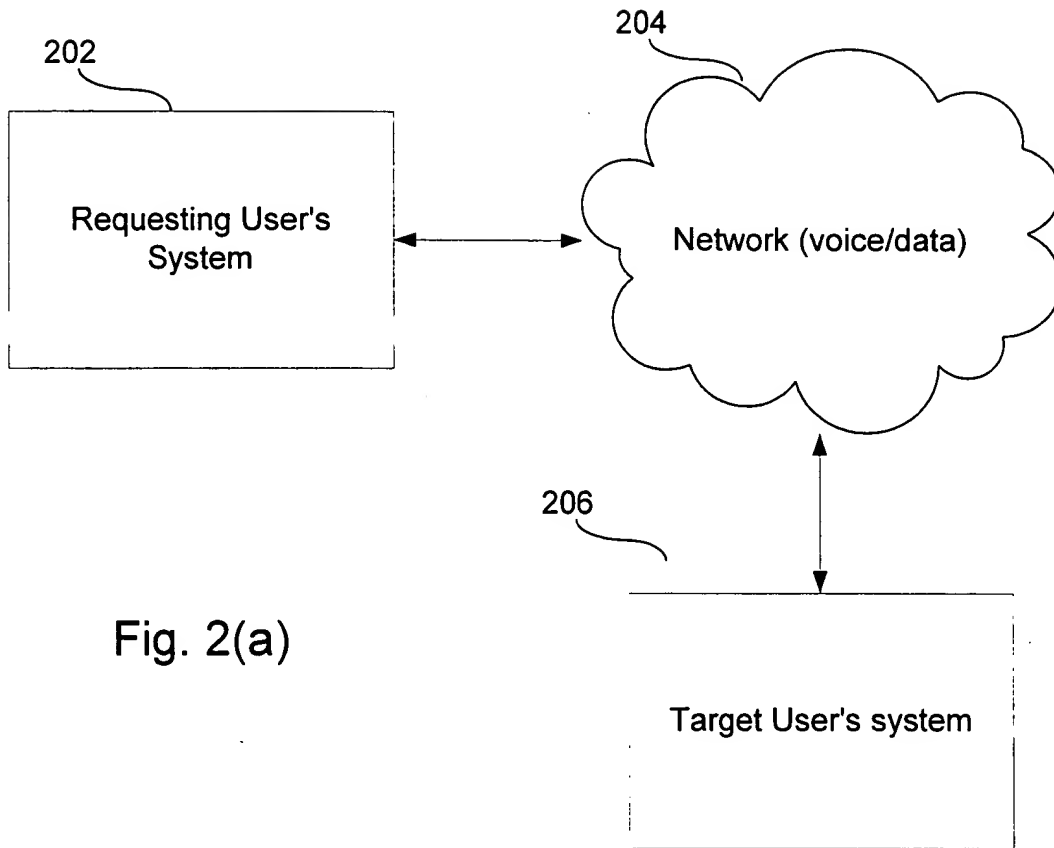 202
204
Requesting User's
System
Network (voice/data)
206
Fig. 2(a)
Target User's system